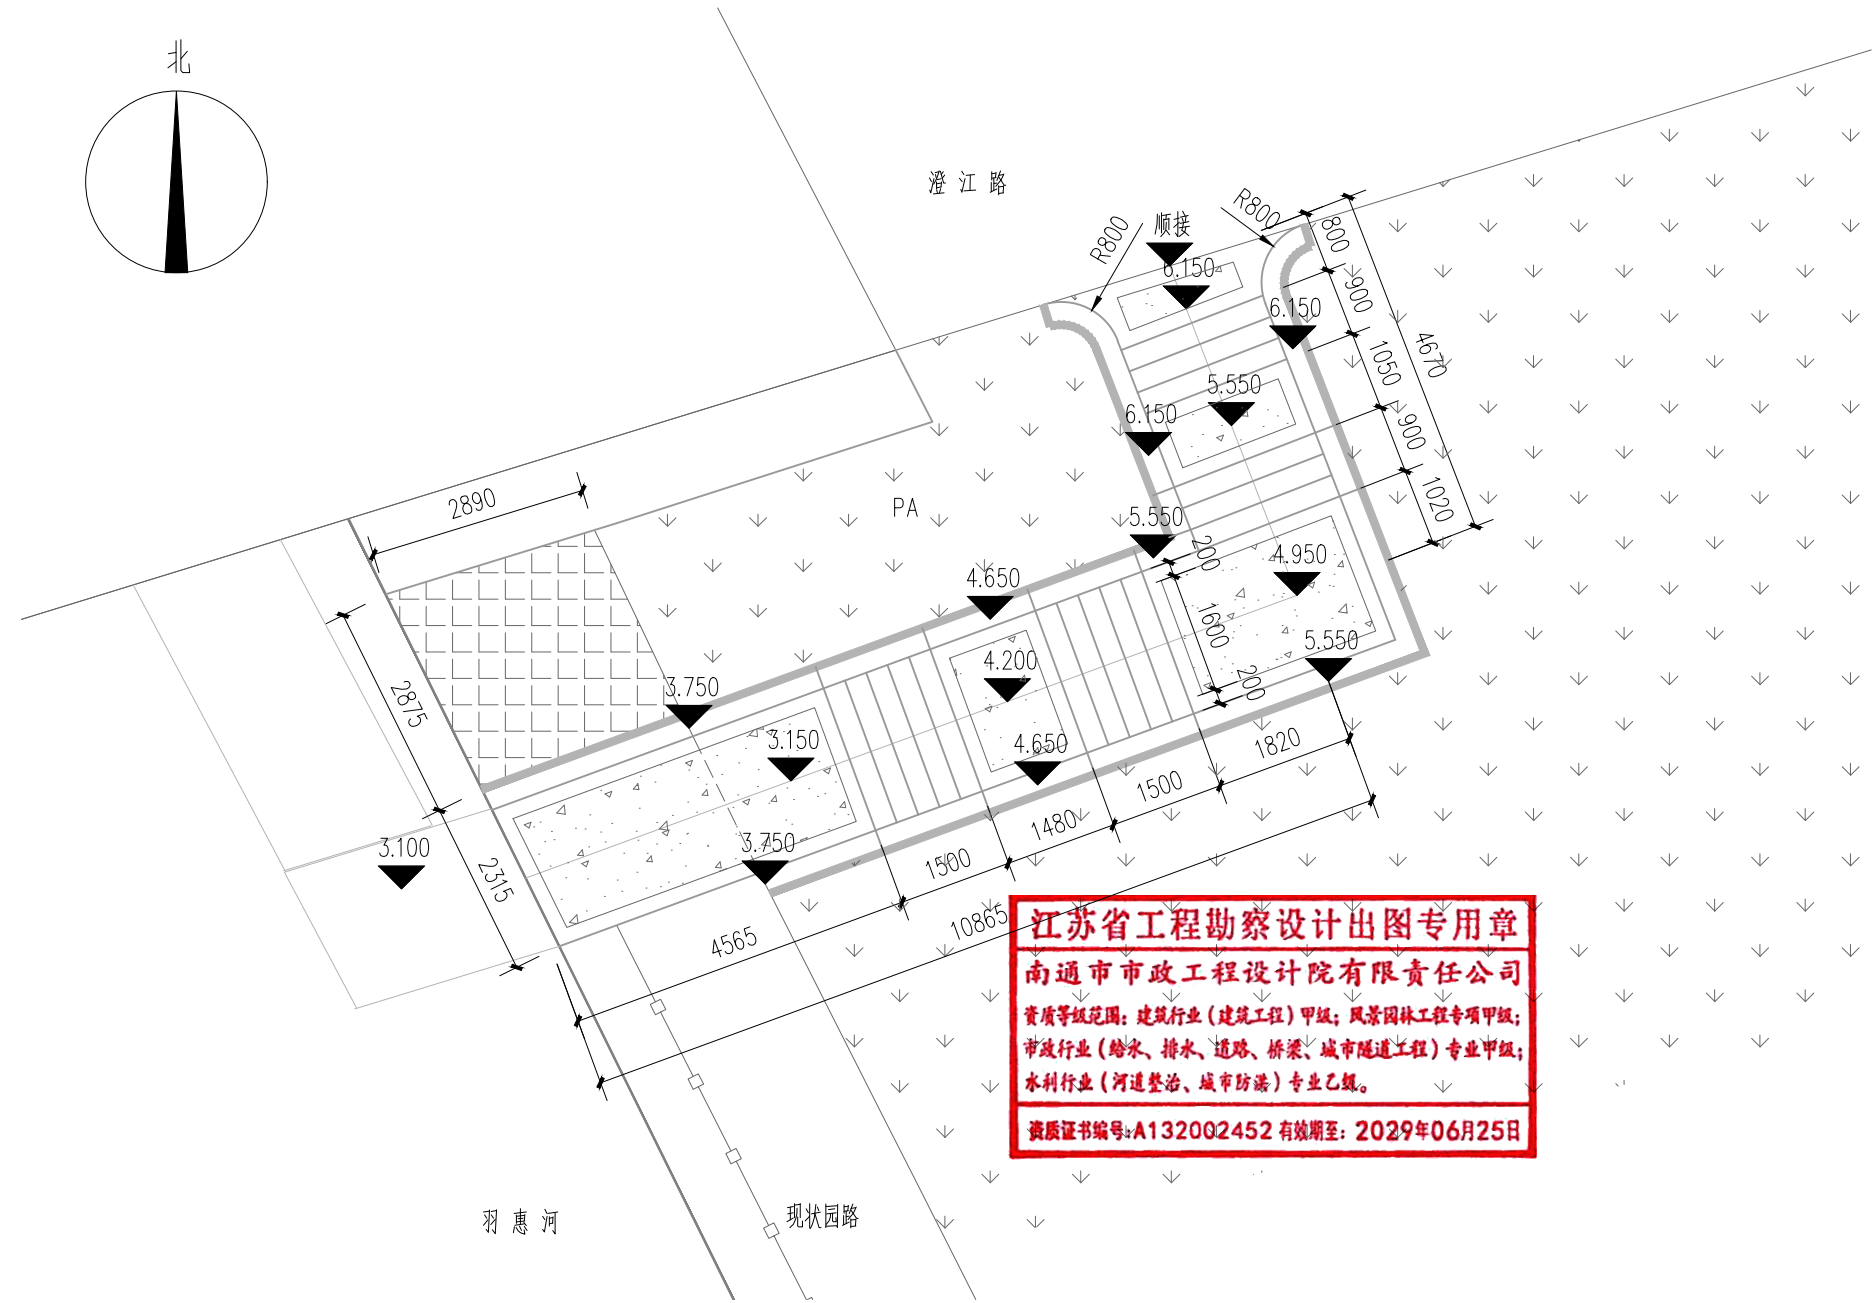 北
澄江路
R800
顺接
R800
6.150
6.150
800
900
1050
4670
5.550
6.150
900
1020
2890
PA
5.550
200
4.950
4.650
1600
5.550
200
4.200
2875
3.750
3.150
4.650
1820
1500
1480
3.750
3.100
2315
1500
10865
4565
江苏省工程勘察设计出图专用章
南通市市政工程设计院有限责任公司
资质等级范围：建筑行业（建筑工程）甲级；风景园林工程专项甲级；
市政行业（给水、排水、道路、桥梁、城市隧道工程）专业甲级；
水利行业（河道整治、城市防洪）专业乙级。
资质证书编号：A132002452 有效期至：2029年06月25日
羽惠河
现状园路